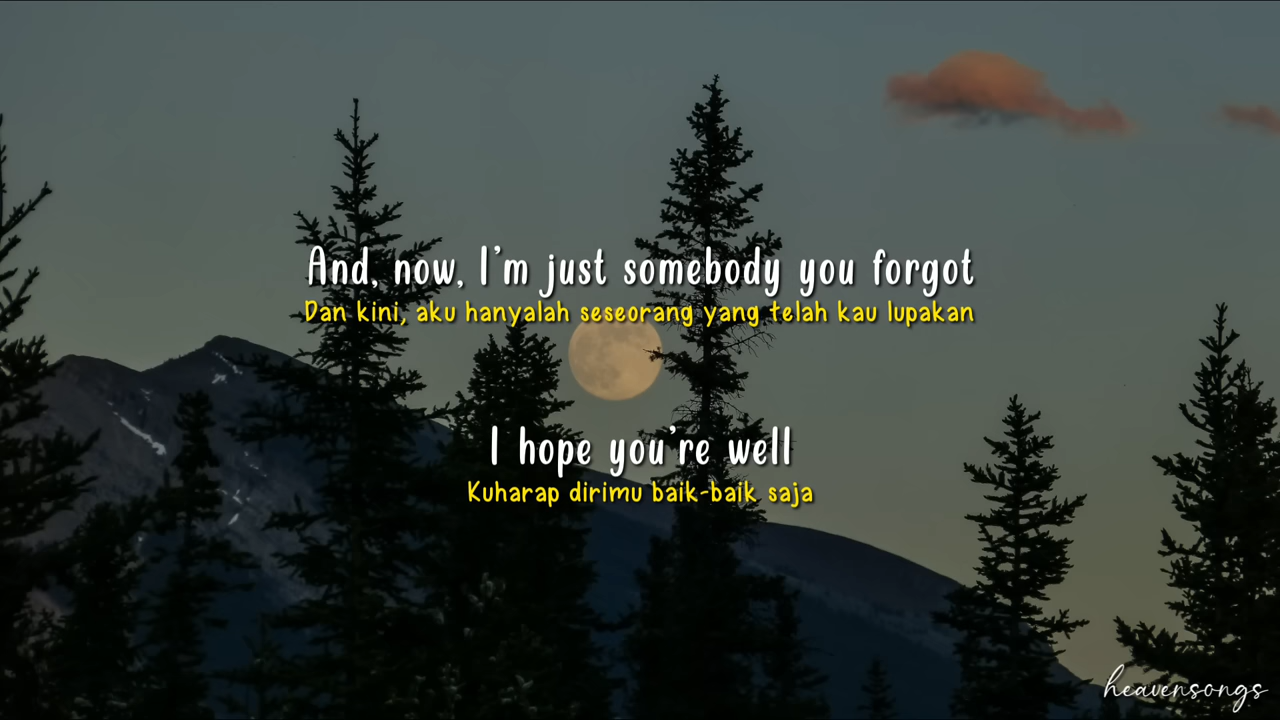 And, now, I'm just somebody you forgot
Dan kini, aku hanyalah seseorang yang telah kau lupakan
I hope you're well
Kuharap dirimu baik-baik saja
heavensongs